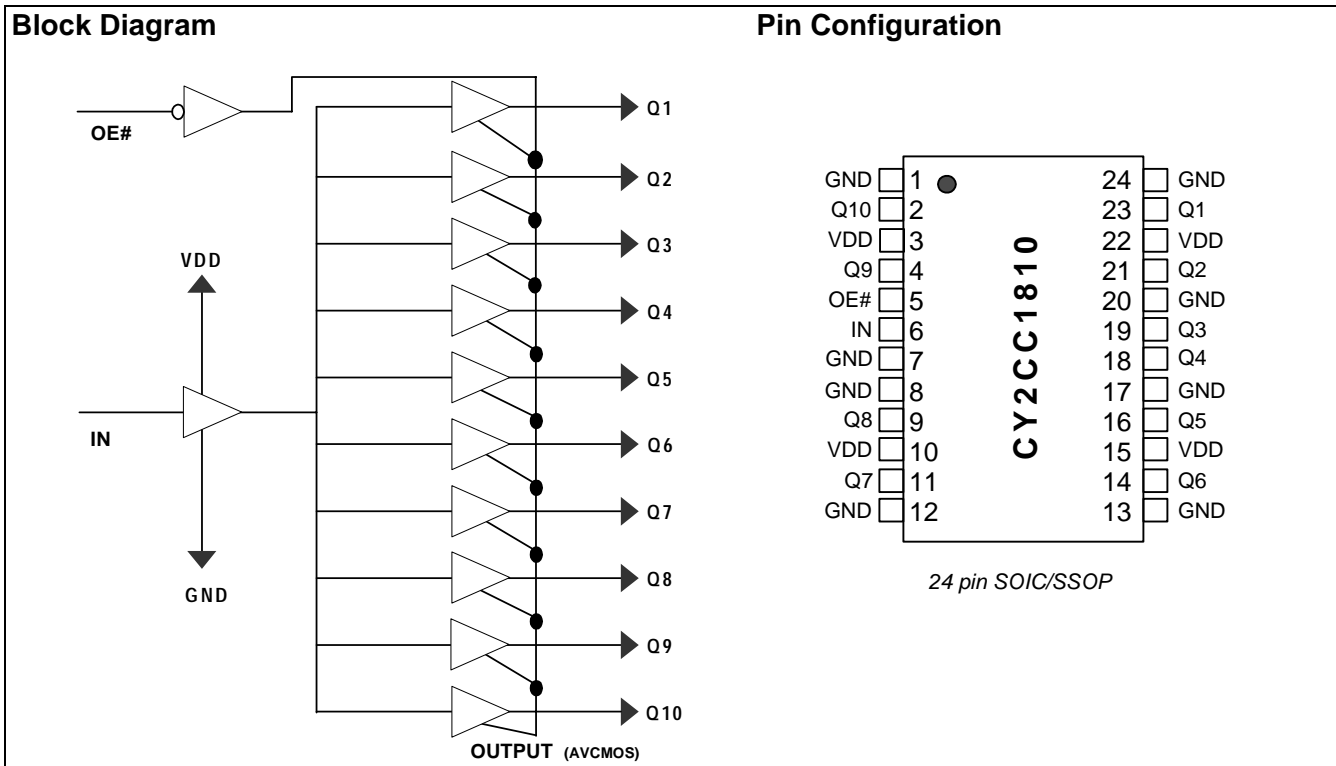 Block Diagram
OE#
IN
VDD
GND
Q1
Q2
Q3
Q4
Q5
Q6
Q7
Q8
Q9
Q10
OUTPUT (AVCMOS)
Pin Configuration
GND 1 24 GND
Q10 2 23 Q1
VDD 3 22 VDD
Q9 4 21 Q2
OE# 5 20 GND
IN 6 19 Q3
GND 7 18 Q4
GND 8 17 GND
Q8 9 16 Q5
VDD 10 15 VDD
Q7 11 14 Q6
GND 12 13 GND
CY2CC1810
24 pin SOIC/SSOP